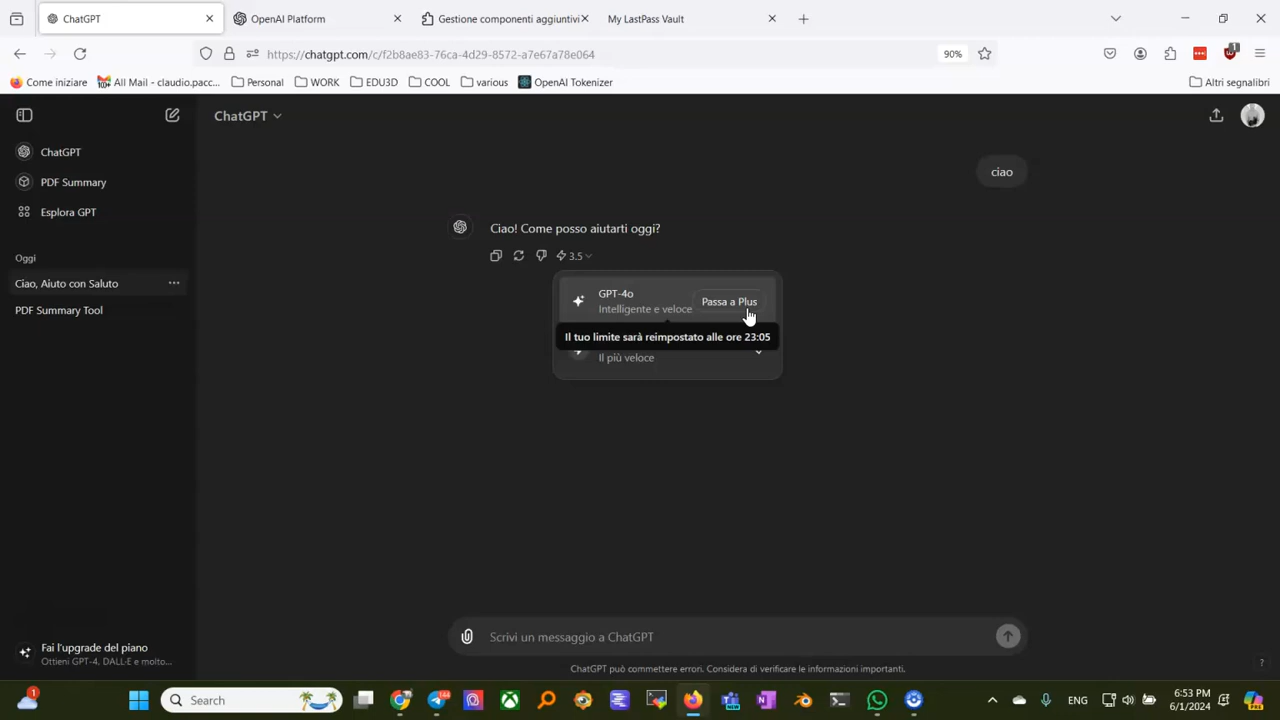 ChatGPT
OpenAI Platform
Gestione componenti aggiuntivi
My LastPass Vault
https://chatgpt.com/c/f2b8ae83-76ca-4d29-8572-a7e67a78e064
90%
1
Come iniziare
All Mail - claudio.pacc...
Personal
WORK
EDU3D
COOL
various
OpenAI Tokenizer
Altri segnalibri
ChatGPT
ciao
ChatGPT
PDF Summary
Esplora GPT
Oggi
Ciao, Aiuto con Saluto
PDF Summary Tool
Ciao! Come posso aiutarti oggi?
3.5
GPT-4o
Intelligente e veloce
Passa a Plus
Il tuo limite sarà reimpostato alle ore 23:05
Il più veloce
Fai l'upgrade del piano
Ottieni GPT-4, DALL·E e molto...
Scrivi un messaggio a ChatGPT
ChatGPT può commettere errori. Considera di verificare le informazioni importanti.
?
1
Search
ENG
6:53 PM
6/1/2024